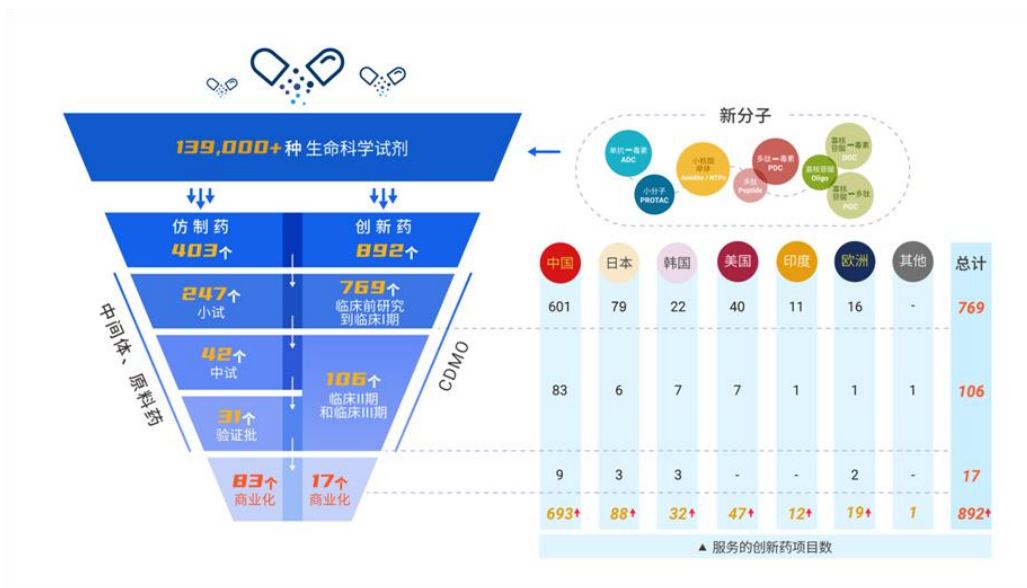 139,000+种 生命科学试剂
新分子
单抗一毒素
ADC
小分子
PROTAC
小核酸
单体
Amidite / NTPs
多肽
Peptide
多肽一毒素
PDC
寡核苷酸
Oligo
寡核
苷酸一毒素
DOC
寡核
苷酸一多肽
POC
仿制药
403个
创新药
892个
247个
小试
769个
临床前研究
到临床I期
42个
中试
106个
临床II期
和临床III期
31个
验证批
83个
商业化
17个
商业化
中间体、原料药
CDMO
中国 日本 韩国 美国 印度 欧洲 其他 总计
601 79 22 40 11 16 - 769
83 6 7 7 1 1 1 106
9 3 3 - - 2 - 17
693↑ 88↑ 32↑ 47↑ 12↑ 19↑ 1 892↑
▲ 服务的创新药项目数